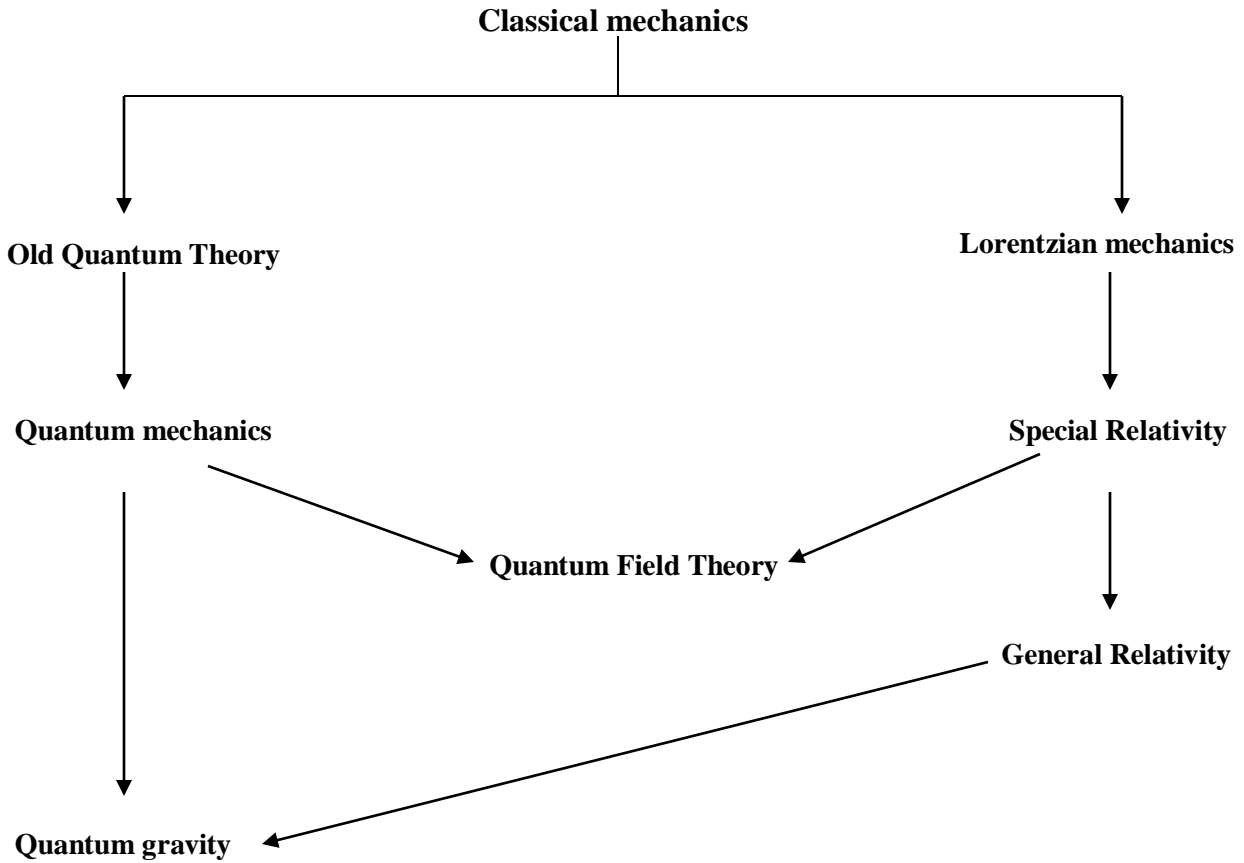 Classical mechanics
Old Quantum Theory
Lorentzian mechanics
Quantum mechanics
Special Relativity
Quantum Field Theory
General Relativity
Quantum gravity